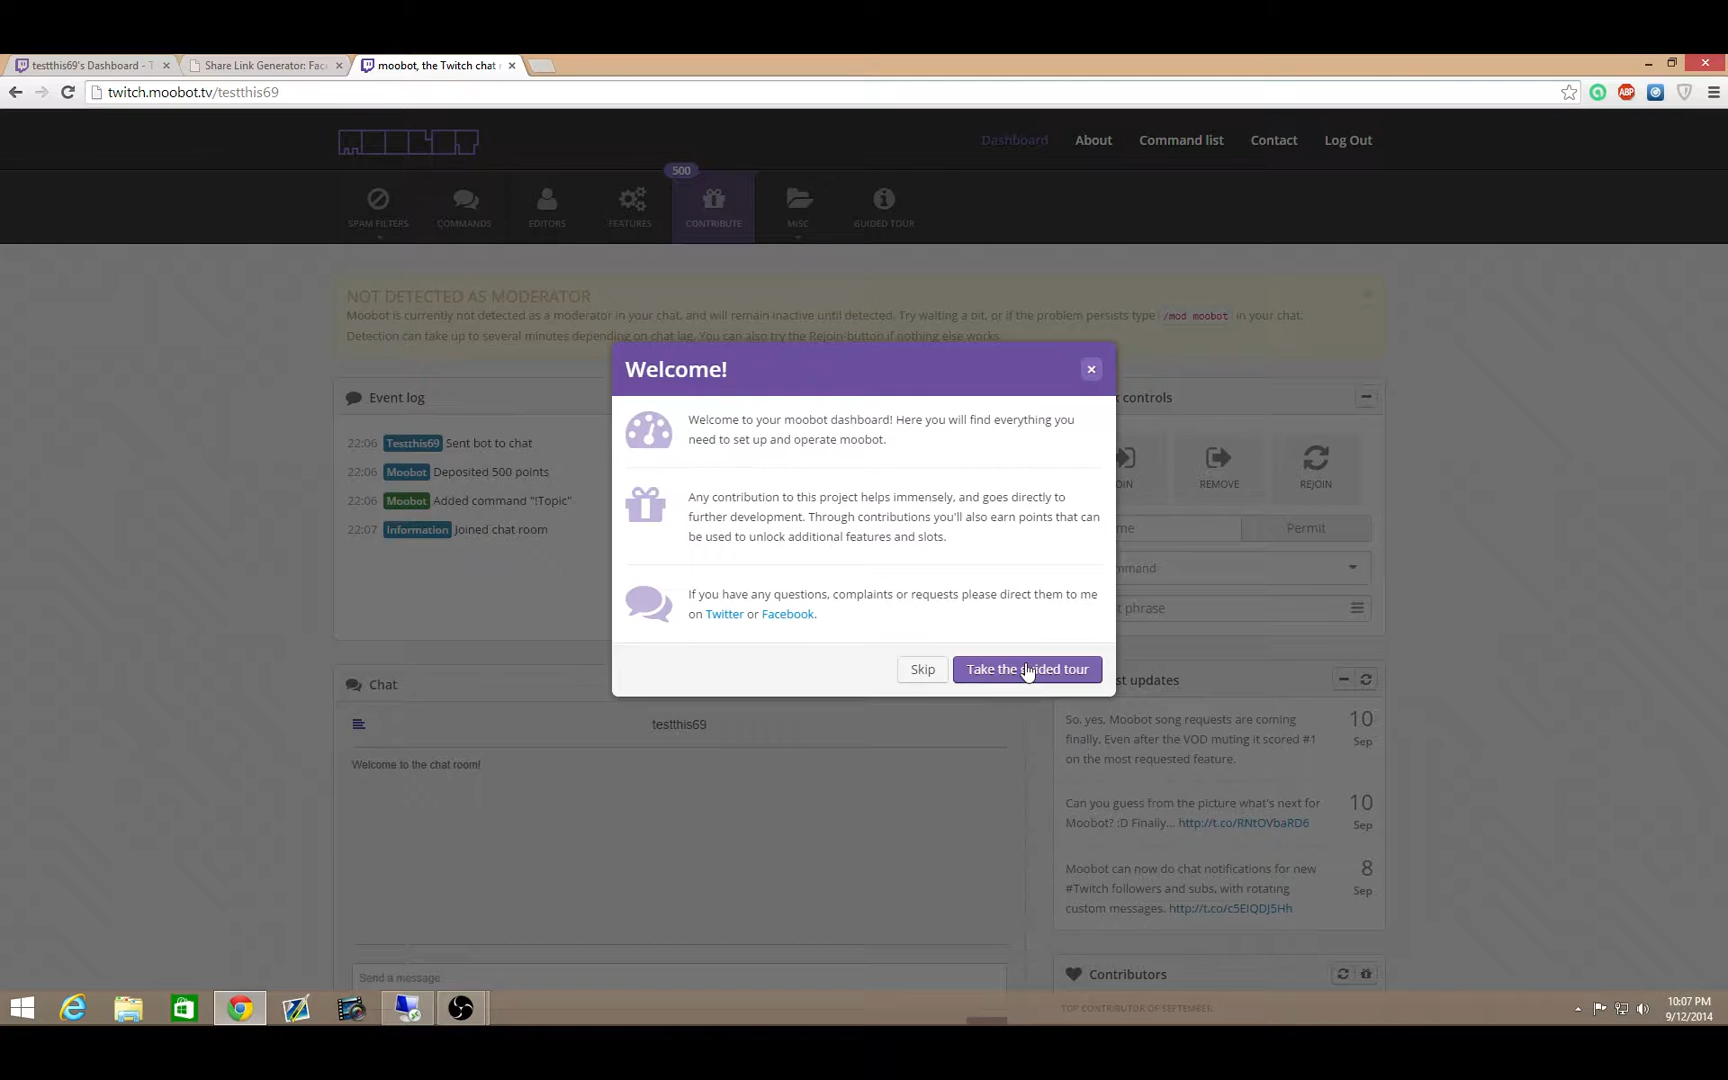 testthis69's Dashboard - T
Share Link Generator: Fac
moobot, the Twitch chat
twitch.moobot.tv/testthis69
ABP
moobot
Dashboard
About
Command list
Contact
Log Out
500
SPAM FILTERS
COMMANDS
EDITORS
FEATURES
CONTRIBUTE
MISC
GUIDED TOUR
NOT DETECTED AS MODERATOR
Moobot is currently not detected as a moderator in your chat, and will remain inactive until detected. Try waiting a bit, or if the problem persists type /mod moobot in your chat.
Detection can take up to several minutes depending on chat lag. You can also try the Rejoin-button if nothing else works.
Event log
22:06 Testthis69 Sent bot to chat
22:06 Moobot Deposited 500 points
22:06 Moobot Added command "!Topic"
22:07 Information Joined chat room
Welcome!
Welcome to your moobot dashboard! Here you will find everything you
need to set up and operate moobot.
Any contribution to this project helps immensely, and goes directly to
further development. Through contributions you'll also earn points that can
be used to unlock additional features and slots.
If you have any questions, complaints or requests please direct them to me
on Twitter or Facebook.
Skip
Take the guided tour
controls
OIN
REMOVE
REJOIN
me
Permit
mmand
t phrase
Chat
testthis69
Welcome to the chat room!
Send a message
st updates
So, yes, Moobot song requests are coming
finally. Even after the VOD muting it scored #1
on the most requested feature.
10
Sep
Can you guess from the picture what's next for
Moobot? :D Finally... http://t.co/RNtOVbaRD6
10
Sep
Moobot can now do chat notifications for new
#Twitch followers and subs, with rotating
custom messages. http://t.co/c5EIQDJ5Hh
8
Sep
Contributors
TOP CONTRIBUTOR OF SEPTEMBER
10:07 PM
9/12/2014